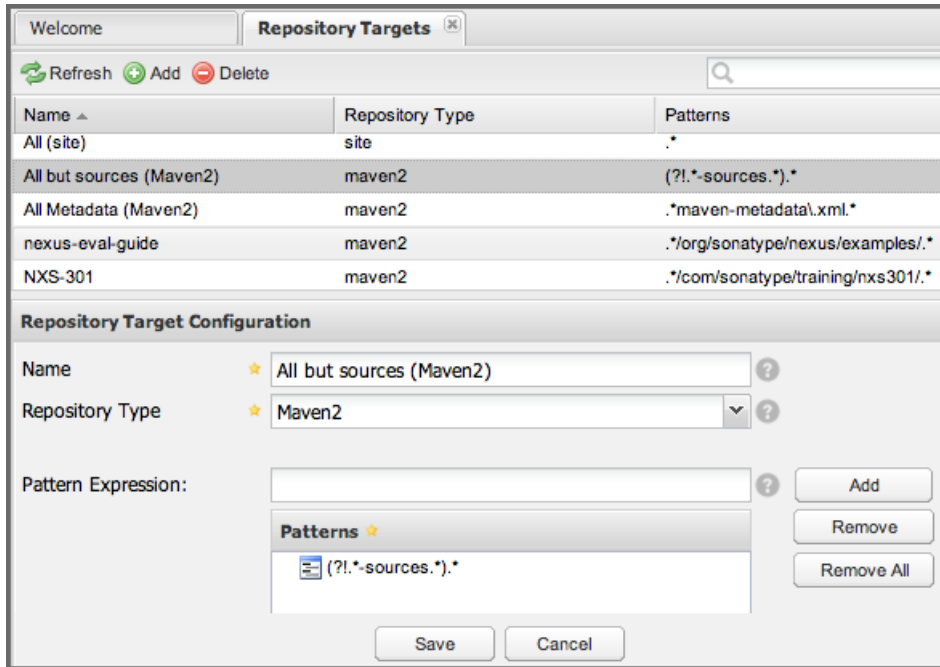 Welcome Repository Targets
Refresh Add Delete
Name Repository Type Patterns
All (site) site .*
All but sources (Maven2) maven2 (?!.*-sources.*).*
All Metadata (Maven2) maven2 .*maven-metadata\.xml.*
nexus-eval-guide maven2 .*/org/sonatype/nexus/examples/.*
NXS-301 maven2 .*/com/sonatype/training/nxs301/.*
Repository Target Configuration
Name All but sources (Maven2)
Repository Type Maven2
Pattern Expression: Add
Patterns Remove
(?!.*-sources.*).* Remove All
Save Cancel